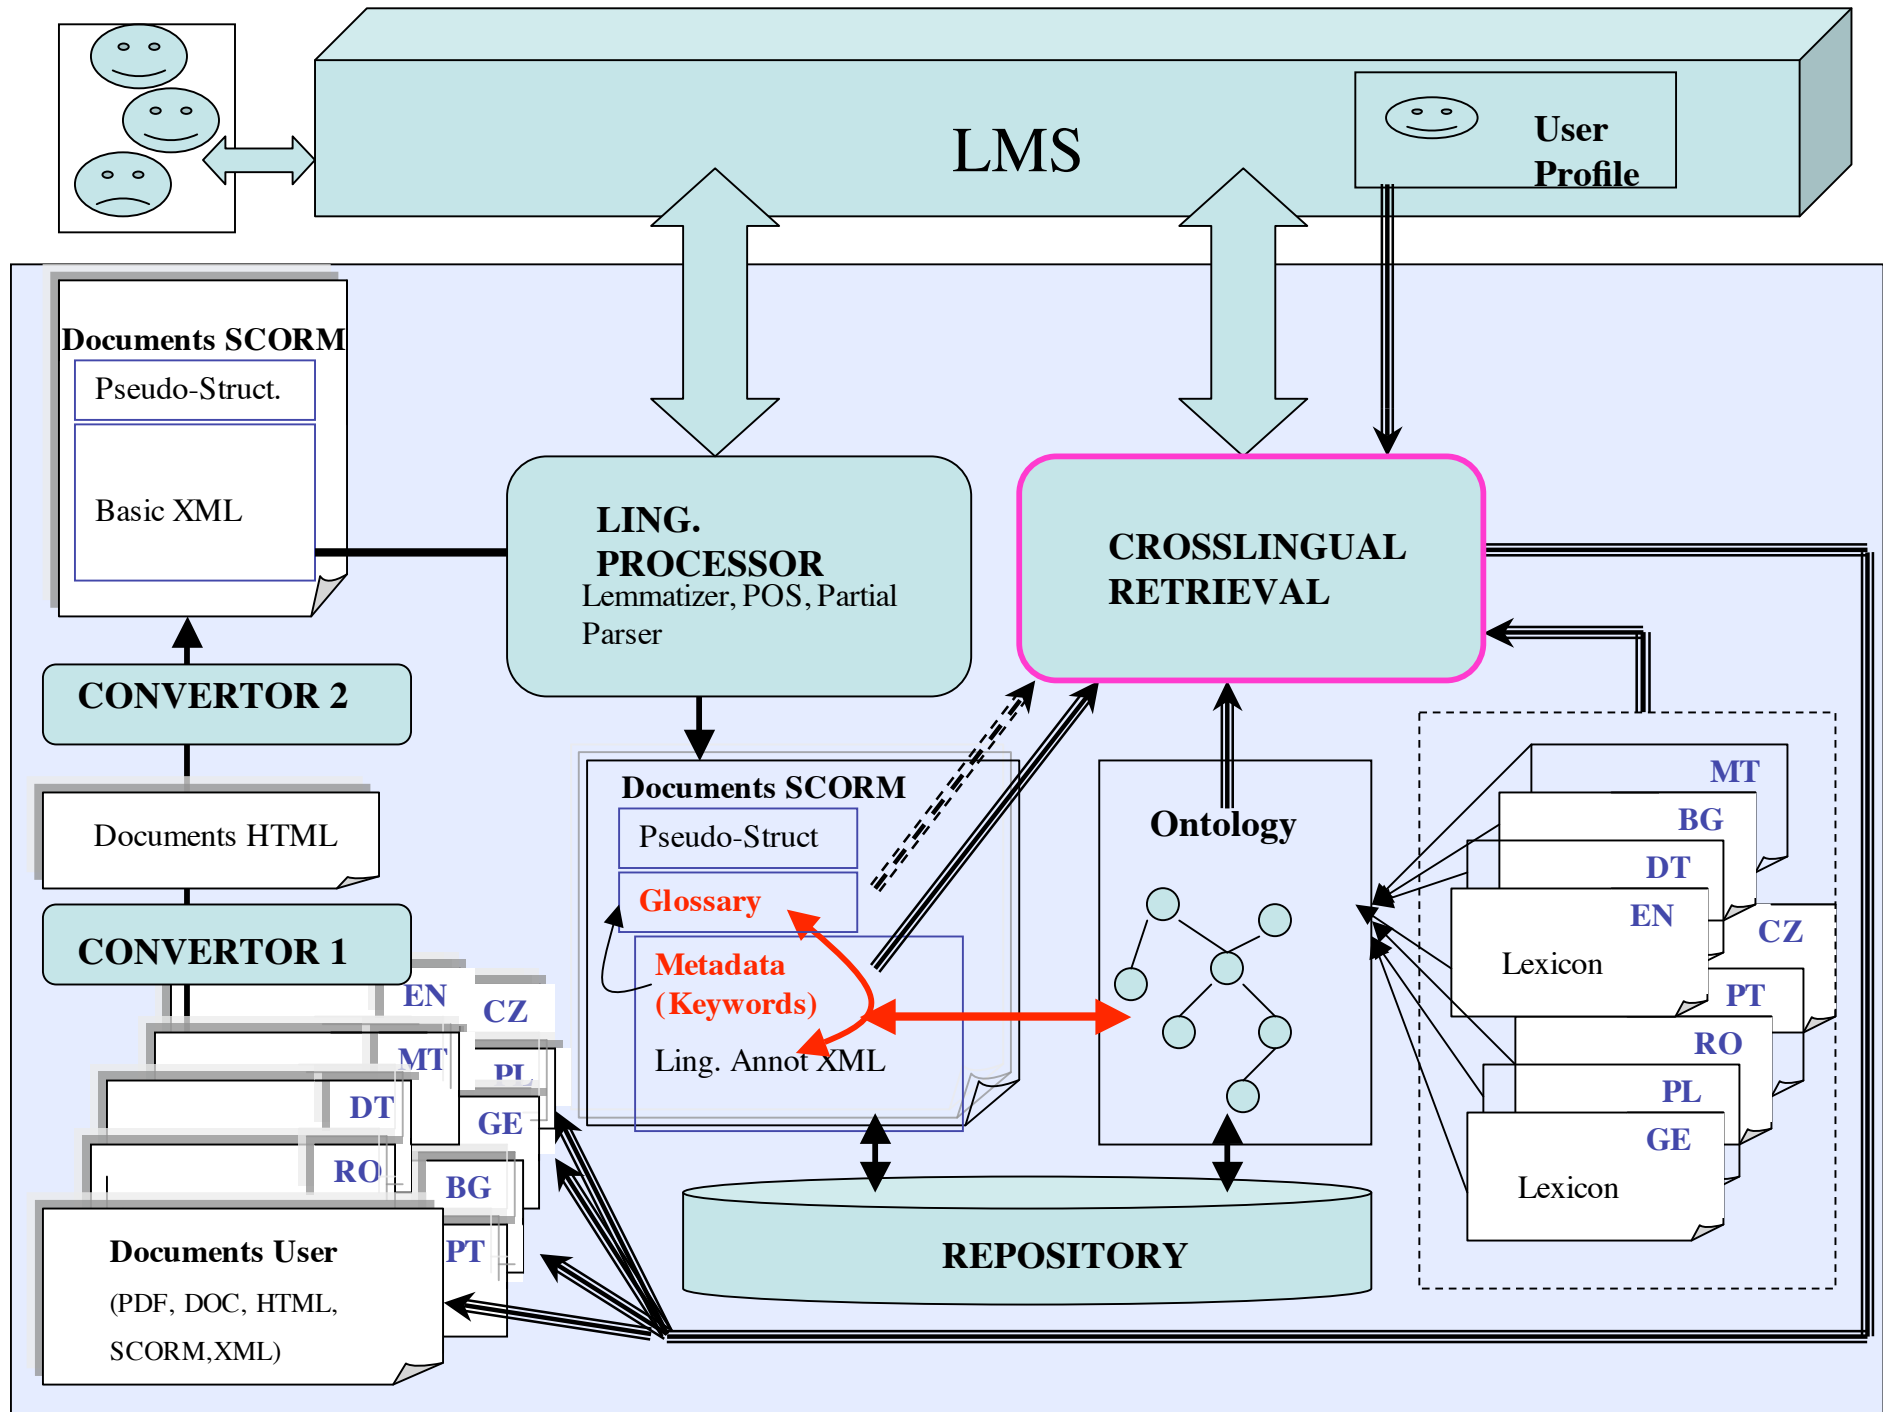 LMS
User
Profile
Documents SCORM
Pseudo-Struct.
Basic XML
LING.
PROCESSOR
Lemmatizer, POS, Partial
Parser
CROSSLINGUAL
RETRIEVAL
CONVERTOR 2
Documents HTML
CONVERTOR 1
Documents SCORM
Pseudo-Struct
Glossary
Metadata
(Keywords)
Ling. Annot XML
Ontology
MT
BG
DT
EN
CZ
Lexicon
PT
RO
PL
GE
Lexicon
EN
CZ
MT
PL
DT
GE
RO
BG
PT
Documents User
(PDF, DOC, HTML,
SCORM,XML)
REPOSITORY